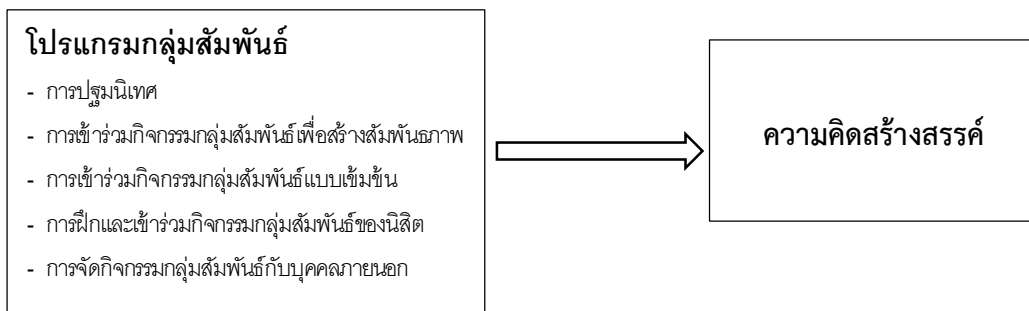 โปรแกรมกลุ่มสัมพันธ์
- การปฐมนิเทศ
- การเข้าร่วมกิจกรรมกลุ่มสัมพันธ์เพื่อสร้างสัมพันธภาพ
- การเข้าร่วมกิจกรรมกลุ่มสัมพันธ์แบบเข้มข้น
- การฝึกและเข้าร่วมกิจกรรมกลุ่มสัมพันธ์ของนิสิต
- การจัดกิจกรรมกลุ่มสัมพันธ์กับบุคคลภายนอก
ความคิดสร้างสรรค์